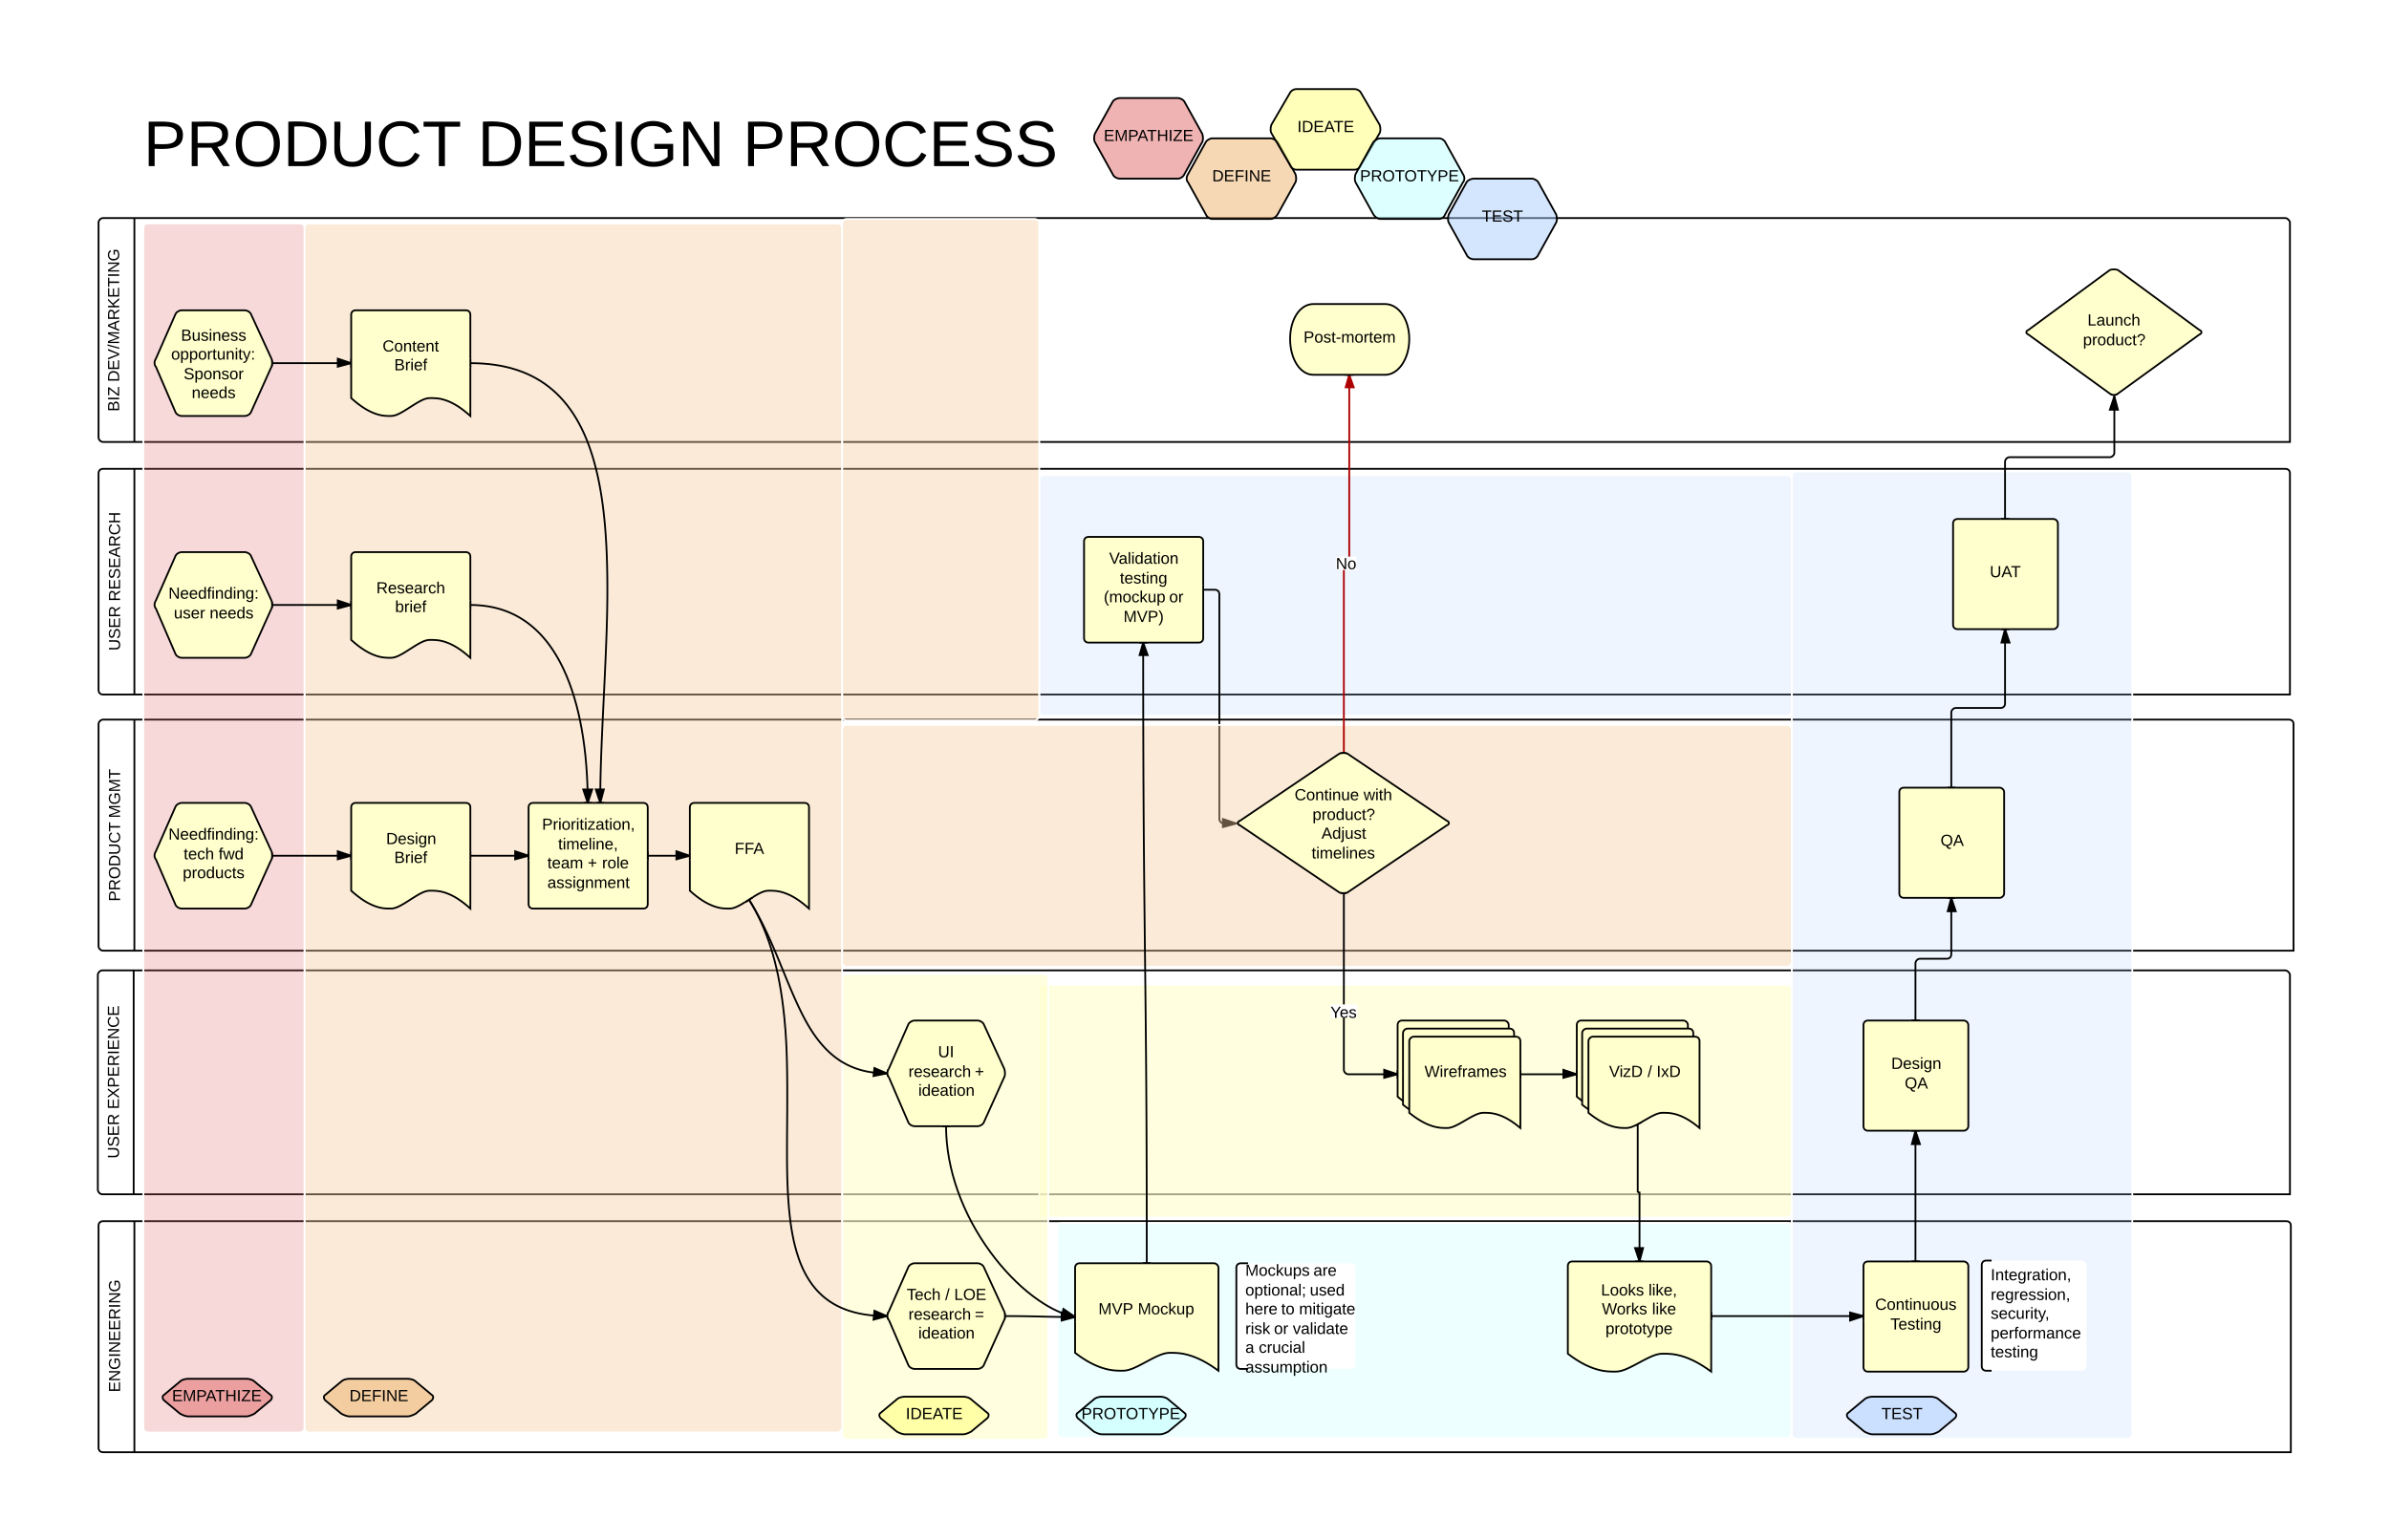 PRODUCT DESIGN PROCESS
EMPATHIZE
DEFINE
IDEATE
PROTOTYPE
TEST
BIZ DEV/MARKETING
Business
opportunity:
Sponsor
needs
Content
Brief
Post-mortem
Launch
product?
USER RESEARCH
Needfinding:
user needs
Research
brief
Validation
testing
(mockup or
MVP)
No
UAT
PRODUCT MGMT
Needfinding:
tech fwd
products
Design
Brief
Prioritization,
timeline,
team + role
assignment
FFA
Continue with
product?
Adjust
timelines
QA
USER EXPERIENCE
UI
research +
ideation
Yes
Wireframes
VizD / IxD
Design
QA
ENGINEERING
Tech / LOE
research =
ideation
MVP Mockup
Mockups are
optional; used
here to mitigate
risk or validate
a crucial
assumption
Looks like,
Works like
prototype
Continuous
Testing
Integration,
regression,
security,
performance
testing
EMPATHIZE
DEFINE
IDEATE
PROTOTYPE
TEST